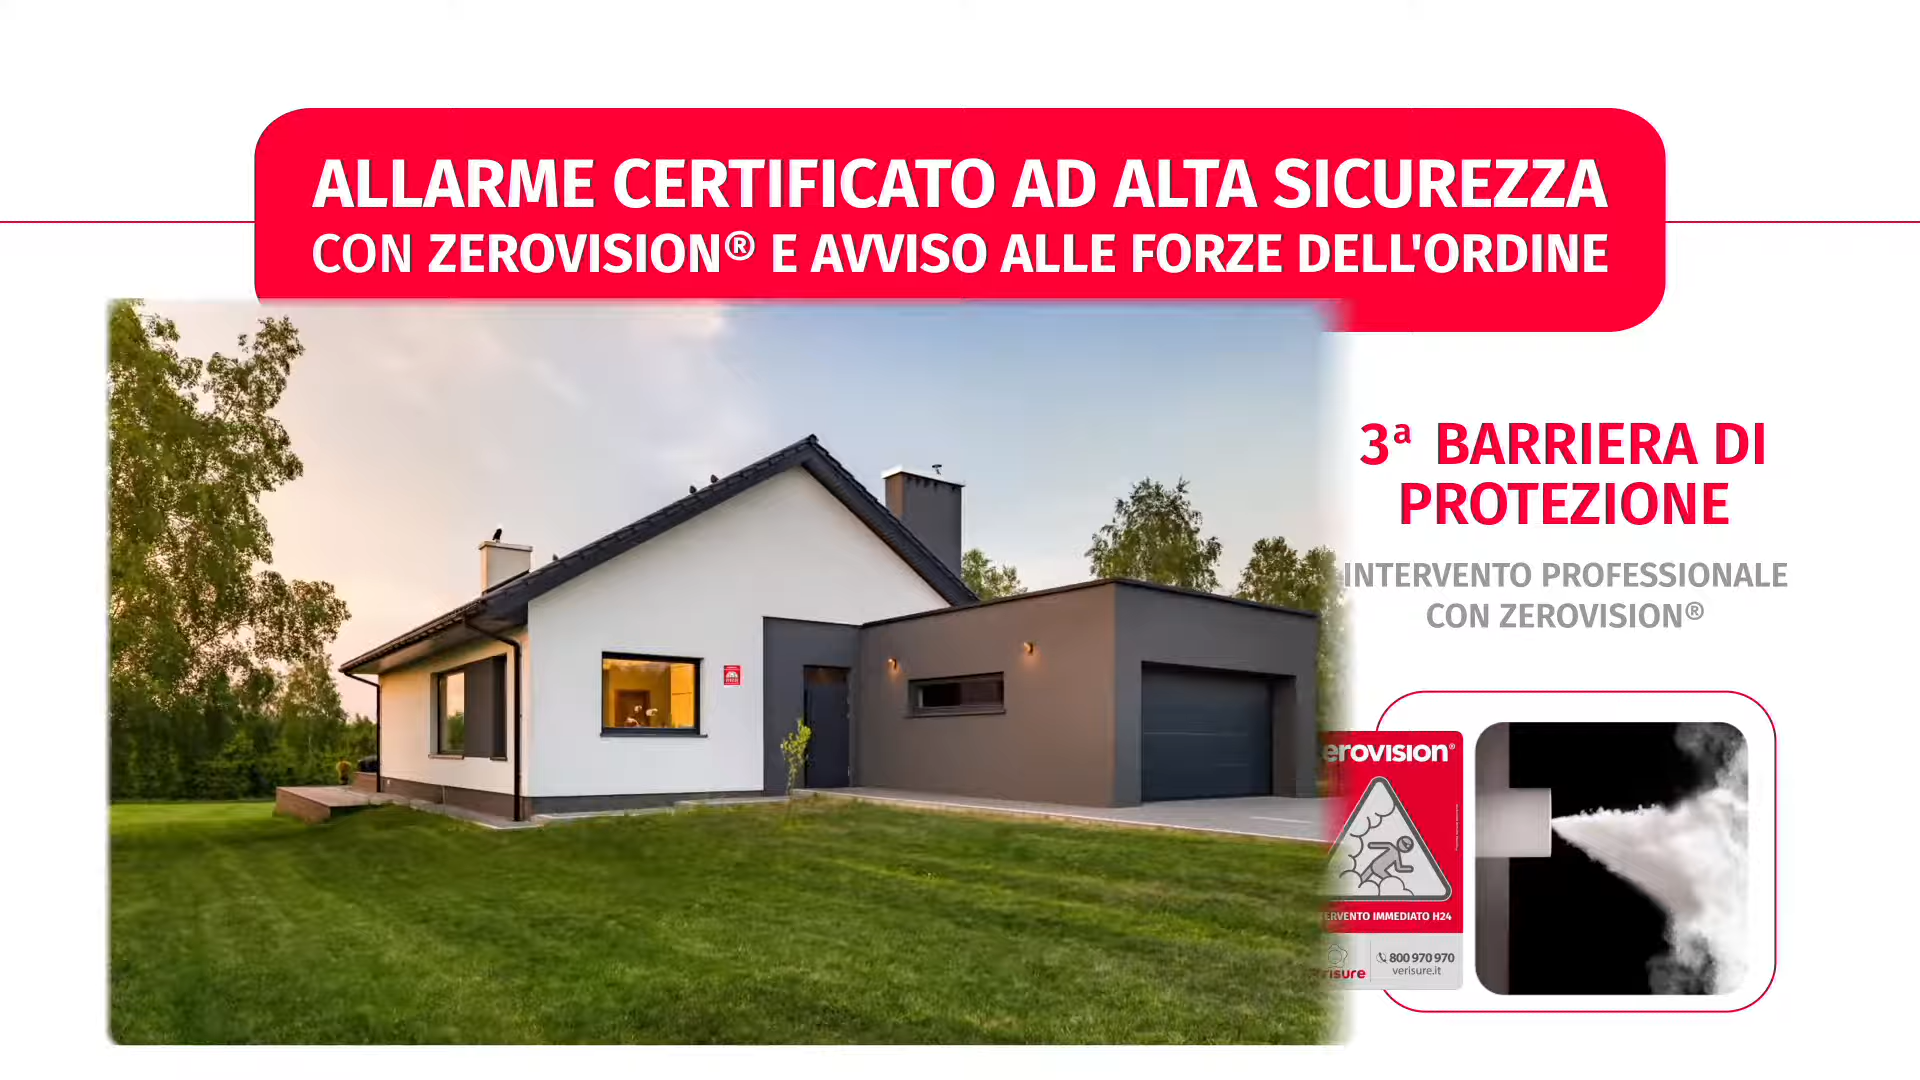 ALLARME CERTIFICATO AD ALTA SICUREZZA
CON ZEROVISION® E AVVISO ALLE FORZE DELL'ORDINE
3ª BARRIERA DI
PROTEZIONE
INTERVENTO PROFESSIONALE
CON ZEROVISION®
erovision®
ERVENTO IMMEDIATO H24
risure
800 970 970
verisure.it